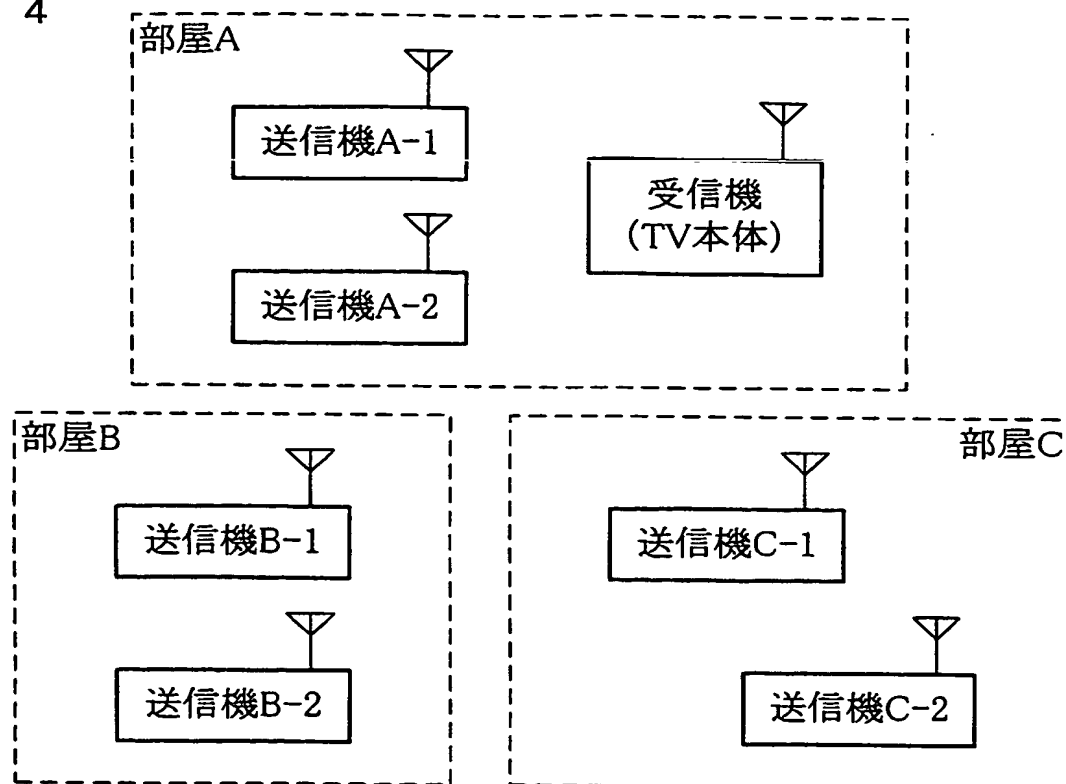 4
部屋A
送信機A-1
受信機
(TV本体)
送信機A-2
部屋B
部屋C
送信機B-1
送信機C-1
送信機B-2
送信機C-2